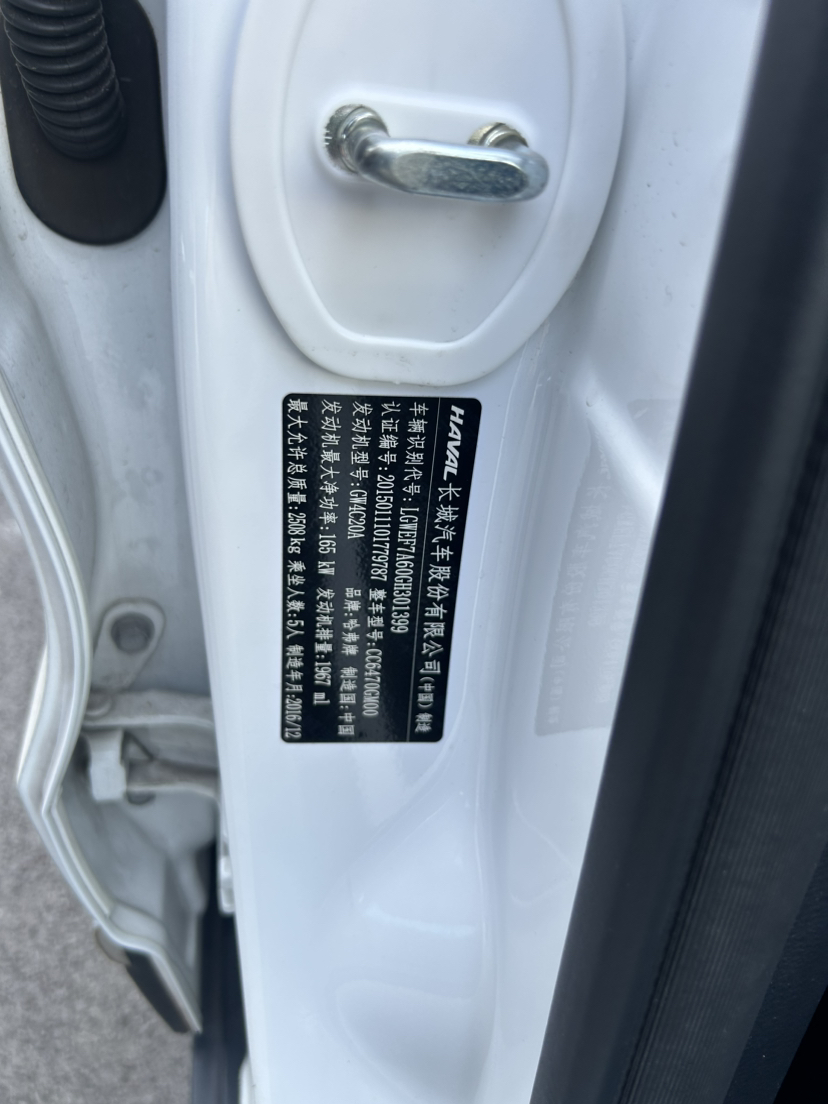 HAVAL 长城汽车股份有限公司(中国)制造
车辆识别代号:LGWEF7A60GH301399
认证编号:2015011101779787 整车型号:CC6470GM00
发动机型号:GW4C20A 品牌:哈弗牌 制造国:中国
发动机最大净功率:165 kW 发动机排量:1967 ml
最大允许总质量:2508kg 乘坐人数:5人 制造年月:2016/12